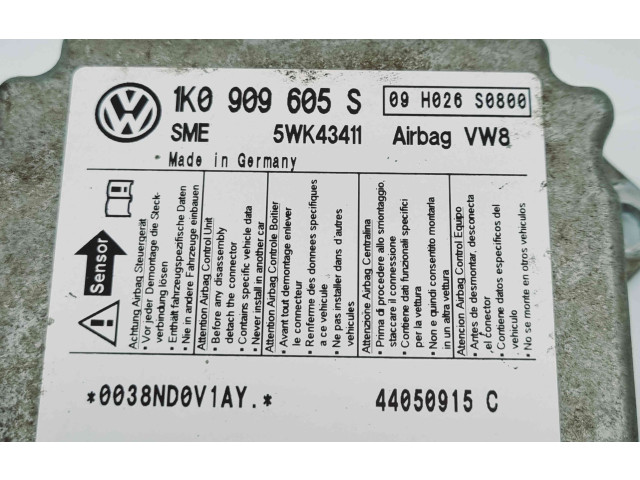 1K0 909 605 S
09 H026 S0800
SME 5WK43411 Airbag VW8
Made in Germany
Sensor
Achtung Airbag Steuergerät
• Vor jeder Demontage die Steck-
verbindung lösen
• Enthält fahrzeugspezifische Daten
• Nie in andere Fahrzeuge einbauen
Attention Airbag Control Unit
• Before any disassembly
detach the connector
• Contains specific vehicle data
• Never install in another car
Attention Airbag Controle Boitier
• Avant tout demontage enlever
le connecteur
• Renferme des donnees specifiques
a ce vehicule
• Ne pas installer dans d'autres
vehicules
Attenzione Airbag Centralina
• Prima di procedere allo smontaggio,
staccare il connessione
• Contiene dati funzionali specifici
per la vettura
• Non e quindi consentito montarla
in un altra vettura
Atencion Airbag Control Equipo
• Antes de desmontar, desconecta
el conector
• Contiene datos especificos del
vehiculo
• No se monte en otros vehiculos
*0038ND0V1AY.*
44050915 C